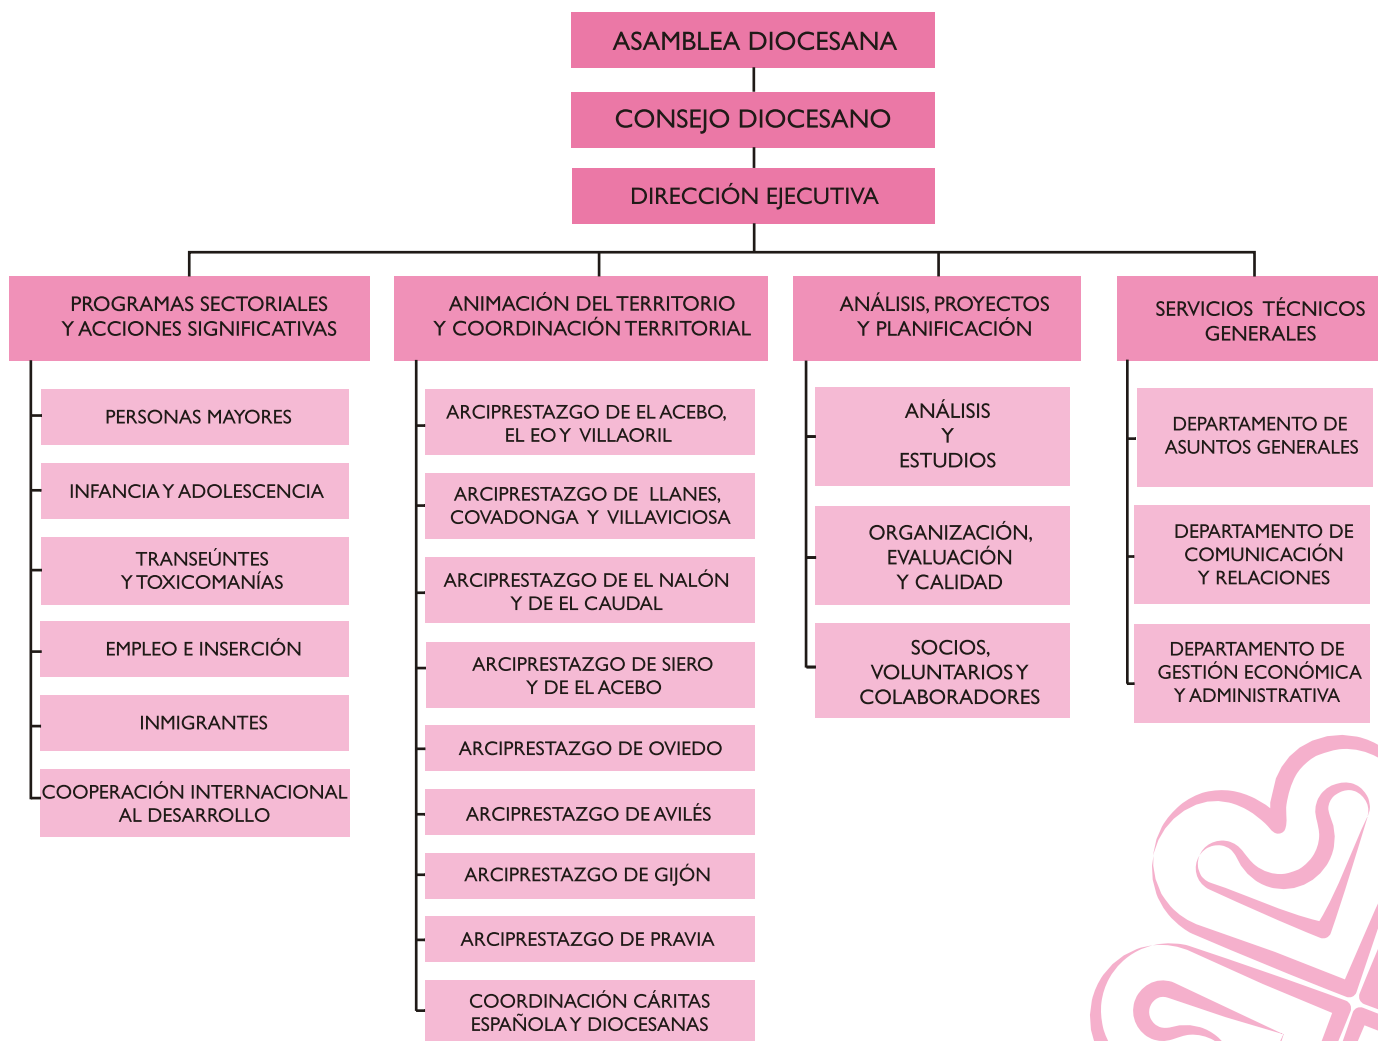 ASAMBLEA DIOCESANA
CONSEJO DIOCESANO
DIRECCIÓN EJECUTIVA
PROGRAMAS SECTORIALES
Y ACCIONES SIGNIFICATIVAS
PERSONAS MAYORES
INFANCIA Y ADOLESCENCIA
TRANSEÚNTES
Y TOXICOMANÍAS
EMPLEO E INSERCIÓN
INMIGRANTES
COOPERACIÓN INTERNACIONAL
AL DESARROLLO
ANIMACIÓN DEL TERRITORIO
Y COORDINACIÓN TERRITORIAL
ARCIPRESTAZGO DE EL ACEBO,
EL EO Y VILLAORIL
ARCIPRESTAZGO DE LLANES,
COVADONGA Y VILLAVICIOSA
ARCIPRESTAZGO DE EL NALÓN
Y DE EL CAUDAL
ARCIPRESTAZGO DE SIERO
Y DE EL ACEBO
ARCIPRESTAZGO DE OVIEDO
ARCIPRESTAZGO DE AVILÉS
ARCIPRESTAZGO DE GIJÓN
ARCIPRESTAZGO DE PRAVIA
COORDINACIÓN CÁRITAS
ESPAÑOLA Y DIOCESANAS
ANÁLISIS, PROYECTOS
Y PLANIFICACIÓN
ANÁLISIS
Y
ESTUDIOS
ORGANIZACIÓN,
EVALUACIÓN
Y CALIDAD
SOCIOS,
VOLUNTARIOS Y
COLABORADORES
SERVICIOS TÉCNICOS
GENERALES
DEPARTAMENTO DE
ASUNTOS GENERALES
DEPARTAMENTO DE
COMUNICACIÓN
Y RELACIONES
DEPARTAMENTO DE
GESTIÓN ECONÓMICA
Y ADMINISTRATIVA